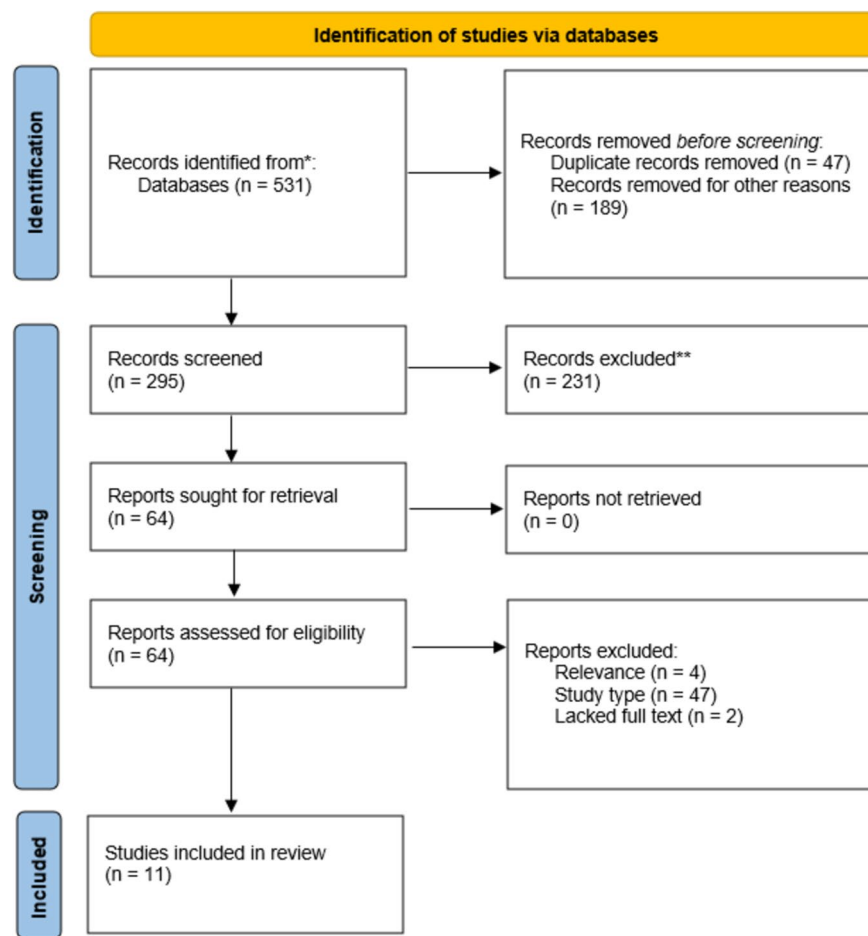 Identification of studies via databases
Identification
Records identified from*:
Databases (n = 531)
Records removed before screening:
Duplicate records removed (n = 47)
Records removed for other reasons
(n = 189)
Screening
Records screened
(n = 295)
Records excluded**
(n = 231)
Reports sought for retrieval
(n = 64)
Reports not retrieved
(n = 0)
Reports assessed for eligibility
(n = 64)
Reports excluded:
Relevance (n = 4)
Study type (n = 47)
Lacked full text (n = 2)
Included
Studies included in review
(n = 11)